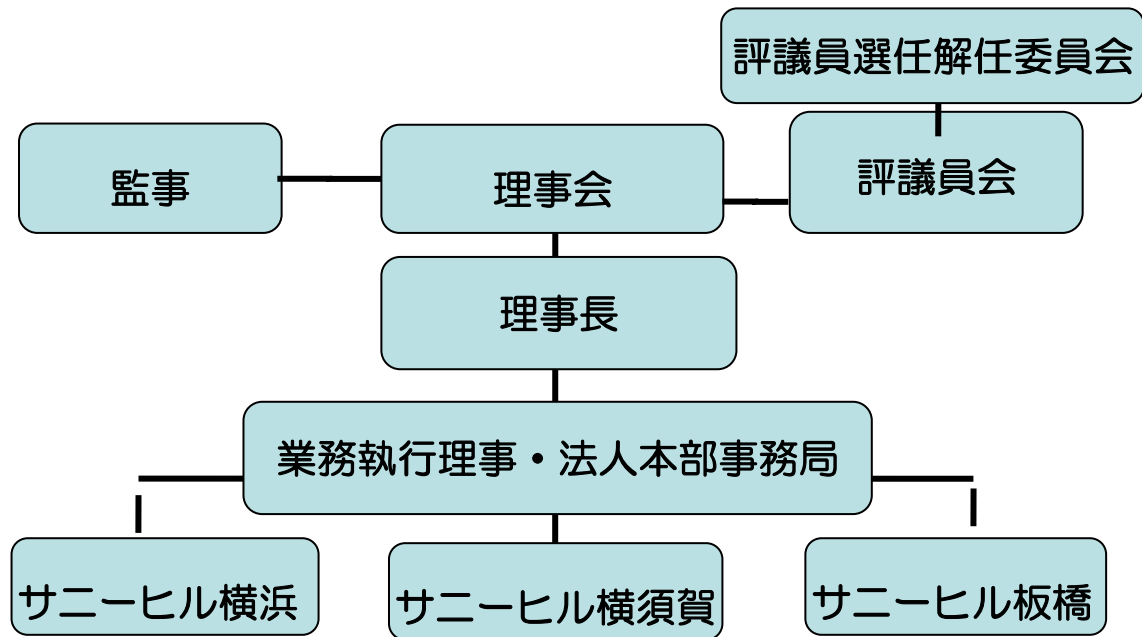 評議員選任解任委員会
監事
理事会
評議員会
理事長
業務執行理事・法人本部事務局
サニーヒル横浜
サニーヒル横須賀
サニーヒル板橋